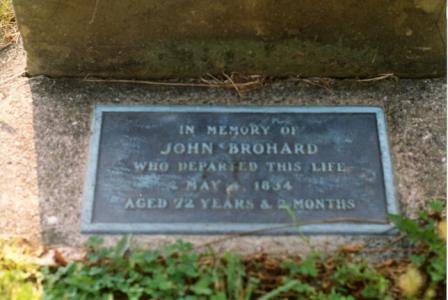 IN MEMORY OF
JOHN BROHARD
WHO DEPARTED THIS LIFE
MAY 1834
AGED 72 YEARS & 2 MONTHS